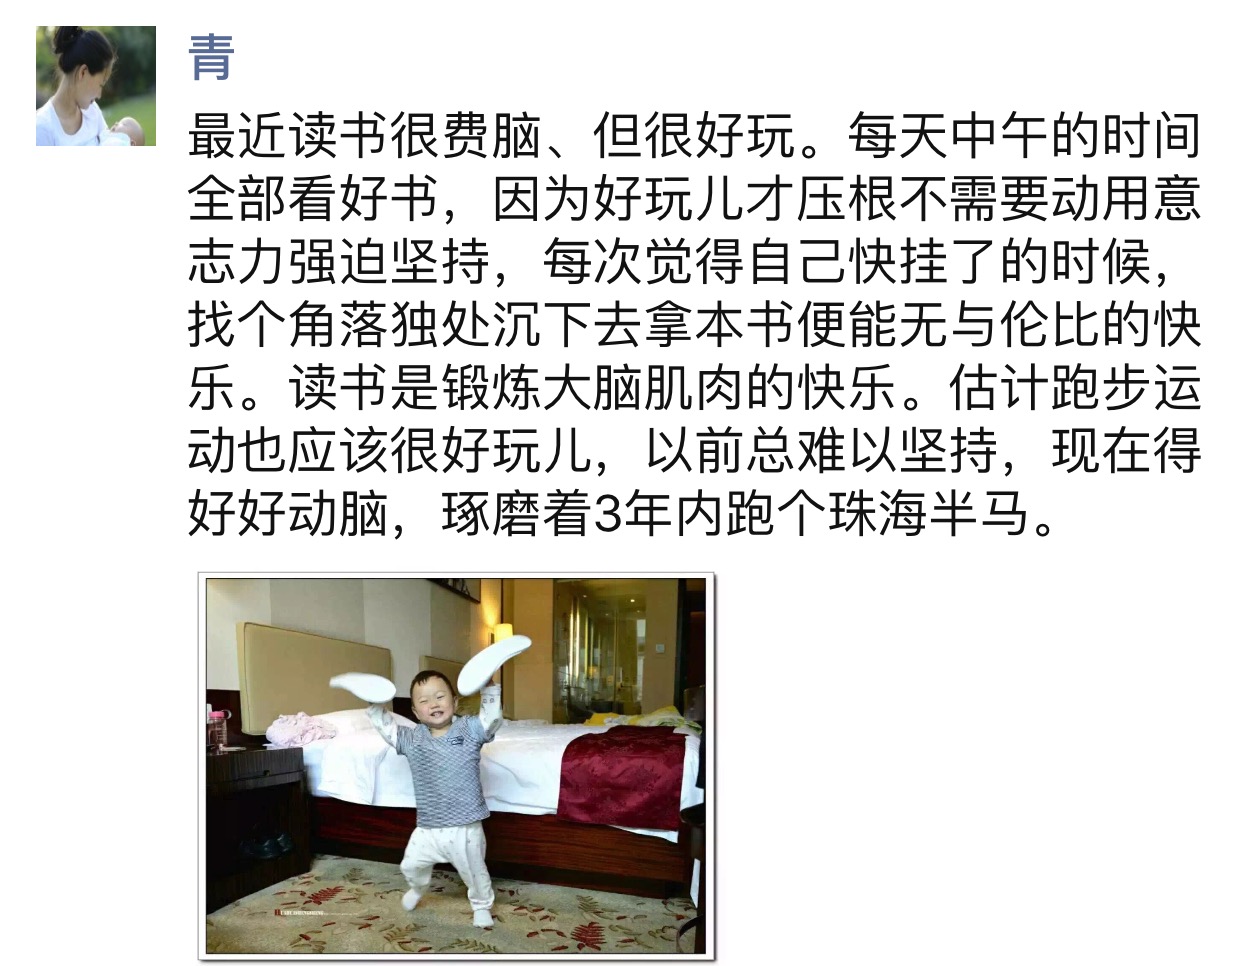 青
最近读书很费脑、但很好玩。每天中午的时间
全部看好书，因为好玩儿才压根不需要动用意
志力强迫坚持，每次觉得自己快挂了的时候，
找个角落独处沉下去拿本书便能无与伦比的快
乐。读书是锻炼大脑肌肉的快乐。估计跑步运
动也应该很好玩儿，以前总难以坚持，现在得
好好动脑，琢磨着3年内跑个珠海半马。